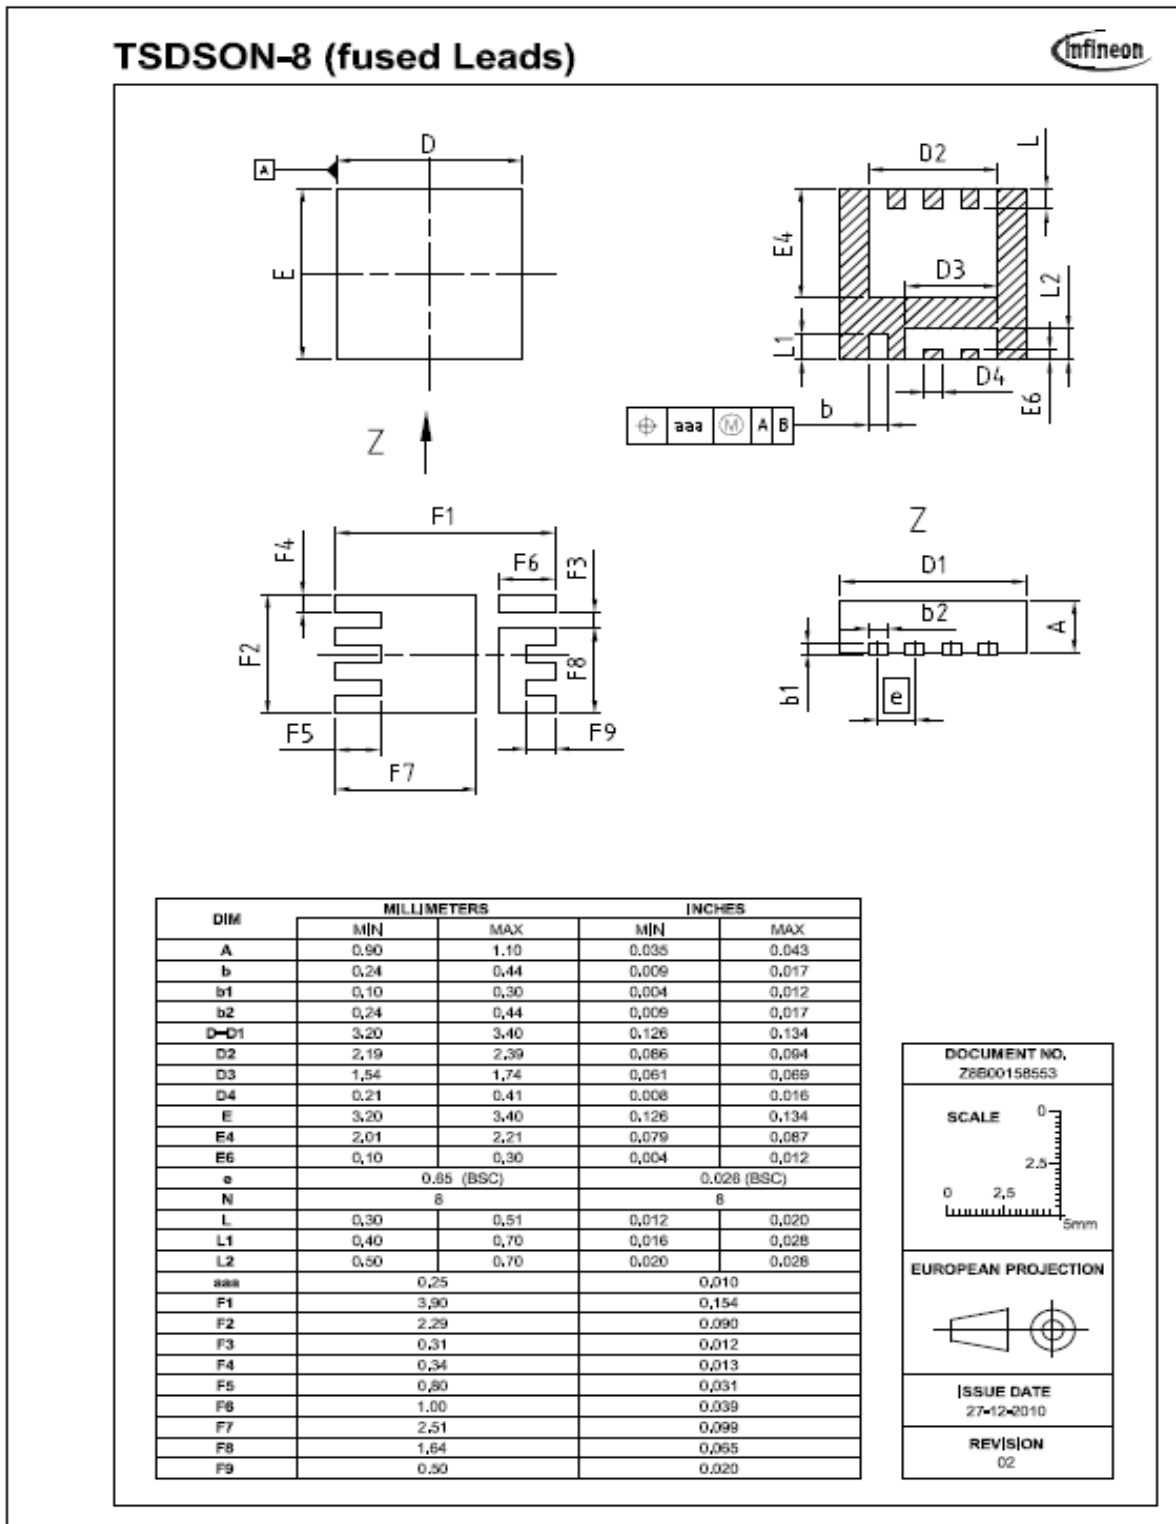 TSDSON-8 (fused Leads)
infineon
D
A
E
D2
L
E4
D3
L2
L1
D4
E6
b
aaa M A B
Z
F1
F4
F6
F3
F2
F8
F5
F9
F7
Z
D1
b2
A
b1
e
DIM MILLIMETERS INCHES
MIN MAX MIN MAX
A 0.90 1.10 0.035 0.043
b 0,24 0,44 0,009 0,017
b1 0,10 0,30 0,004 0,012
b2 0,24 0,44 0,009 0,017
D=D1 3.20 3.40 0.126 0.134
D2 2,19 2,39 0,086 0,094
D3 1,54 1,74 0,061 0,069
D4 0.21 0.41 0.008 0.016
E 3,20 3,40 0,126 0,134
E4 2,01 2,21 0,079 0,087
E6 0,10 0,30 0,004 0,012
e 0.65 (BSC) 0.026 (BSC)
N 8 8
L 0,30 0,51 0,012 0,020
L1 0,40 0,70 0,016 0,028
L2 0.50 0.70 0.020 0.028
aaa 0,25 0,010
F1 3,90 0,154
F2 2.29 0.090
F3 0,31 0,012
F4 0,34 0,013
F5 0,80 0,031
F6 1.00 0.039
F7 2,51 0,099
F8 1,64 0,065
F9 0.50 0.020
DOCUMENT NO.
Z8B00158553
SCALE
0
2.5
0 2,5
5mm
EUROPEAN PROJECTION
ISSUE DATE
27-12-2010
REVISION
02